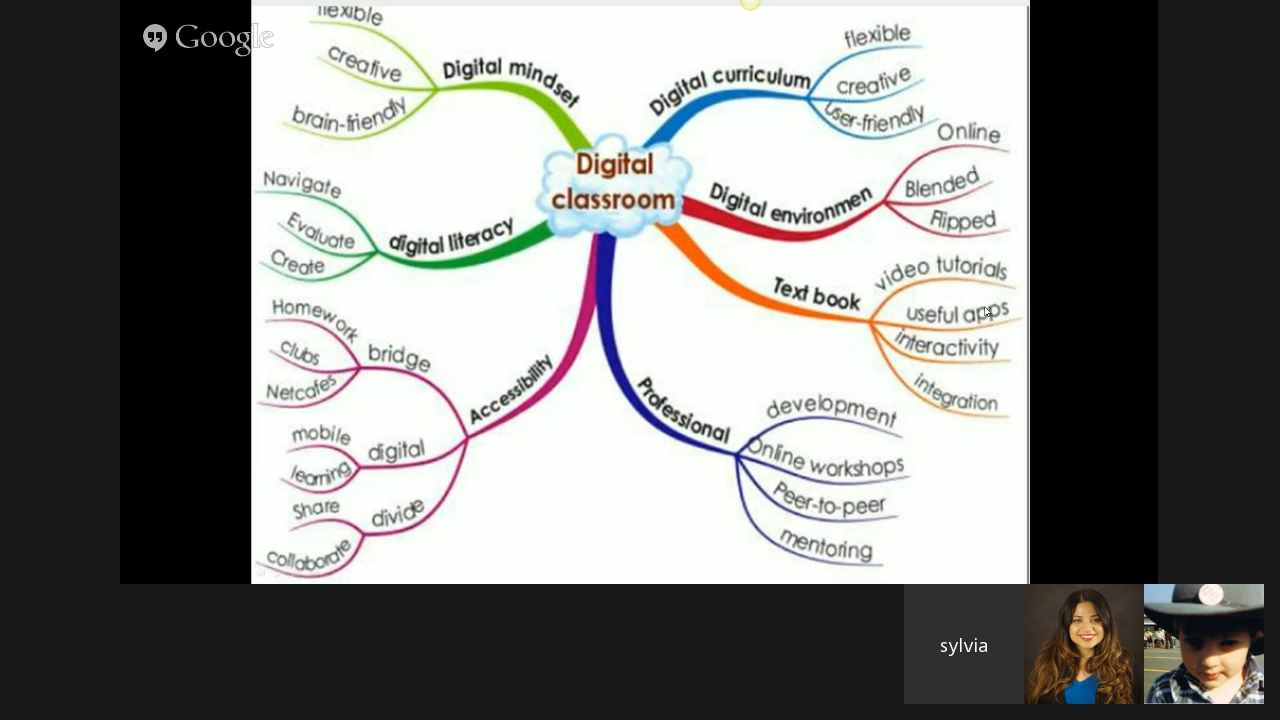 Google
flexible
creative
brain-friendly
Digital mindset
Digital curriculum
flexible
creative
user-friendly
Digital
classroom
Navigate
Evaluate
Create
digital literacy
Digital environmen
Online
Blended
Flipped
Text book
video tutorials
useful apps
interactivity
integration
Homework
clubs
Netcafes
bridge
mobile
learning
digital
Share
collaborate
divide
Accessibility
Professional
development
Online workshops
Peer-to-peer
mentoring
sylvia